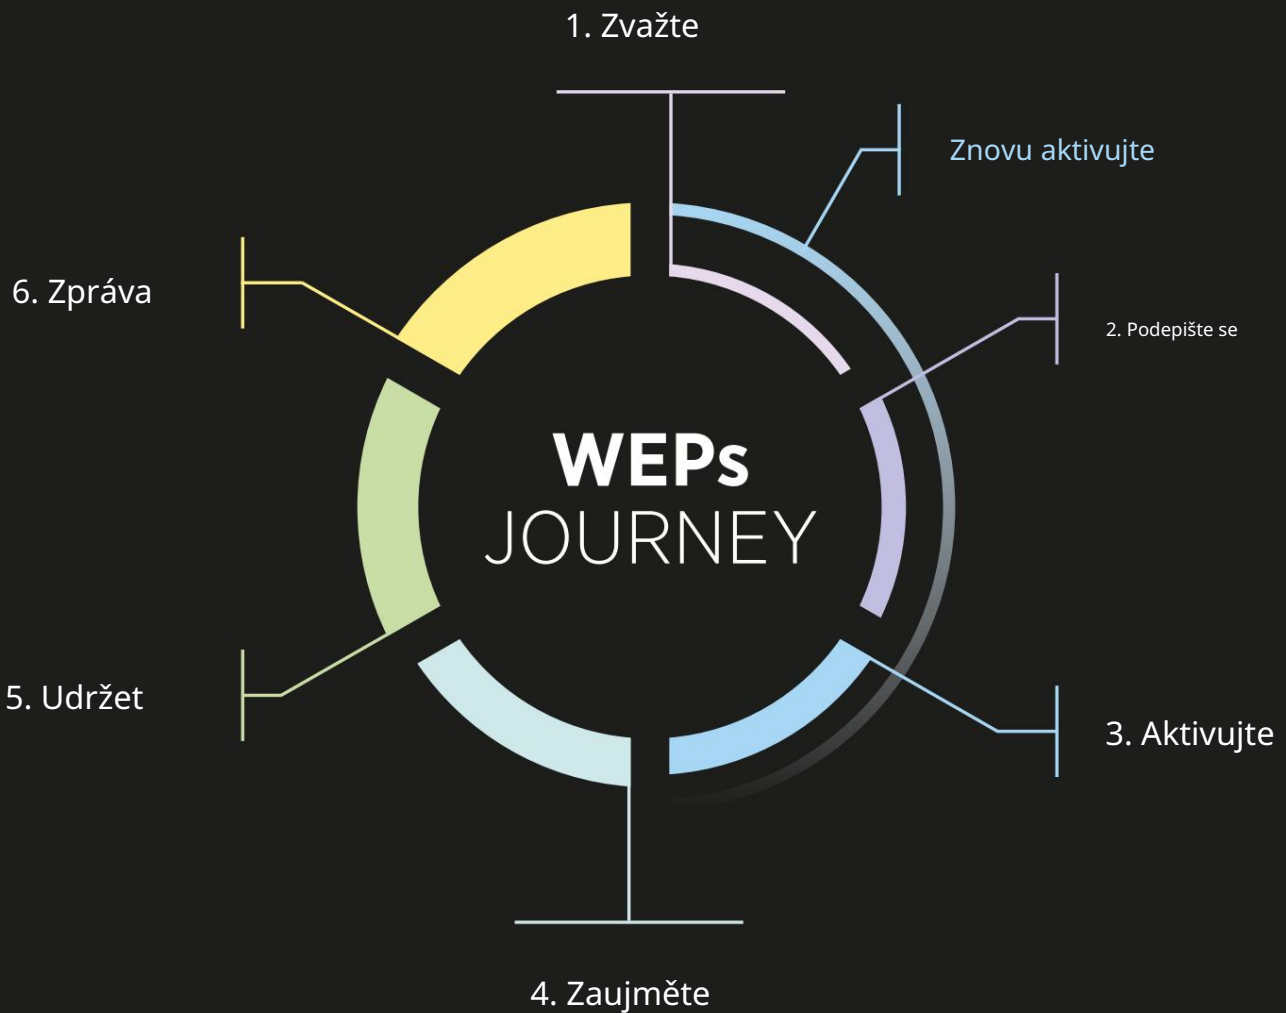 1. Zvažte
Znovu aktivujte
2. Podepište se
6. Zpráva
WEPs
JOURNEY
5. Udržet
3. Aktivujte
4. Zaujměte